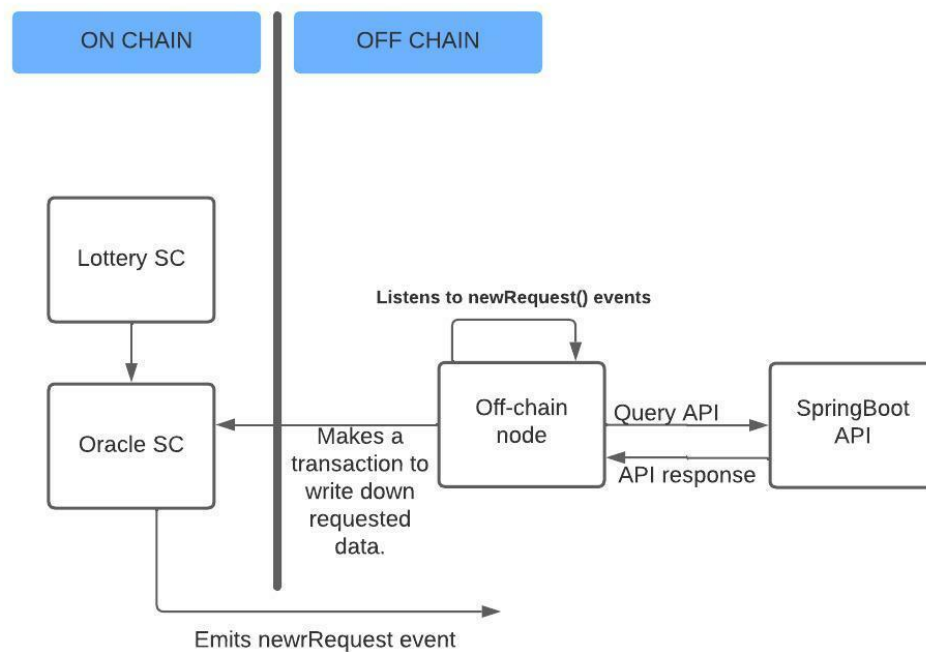 ON CHAIN
OFF CHAIN
Lottery SC
Listens to newRequest() events
Oracle SC
Off-chain
node
Query API
SpringBoot
API
API response
Makes a
transaction to
write down
requested
data.
Emits newrRequest event